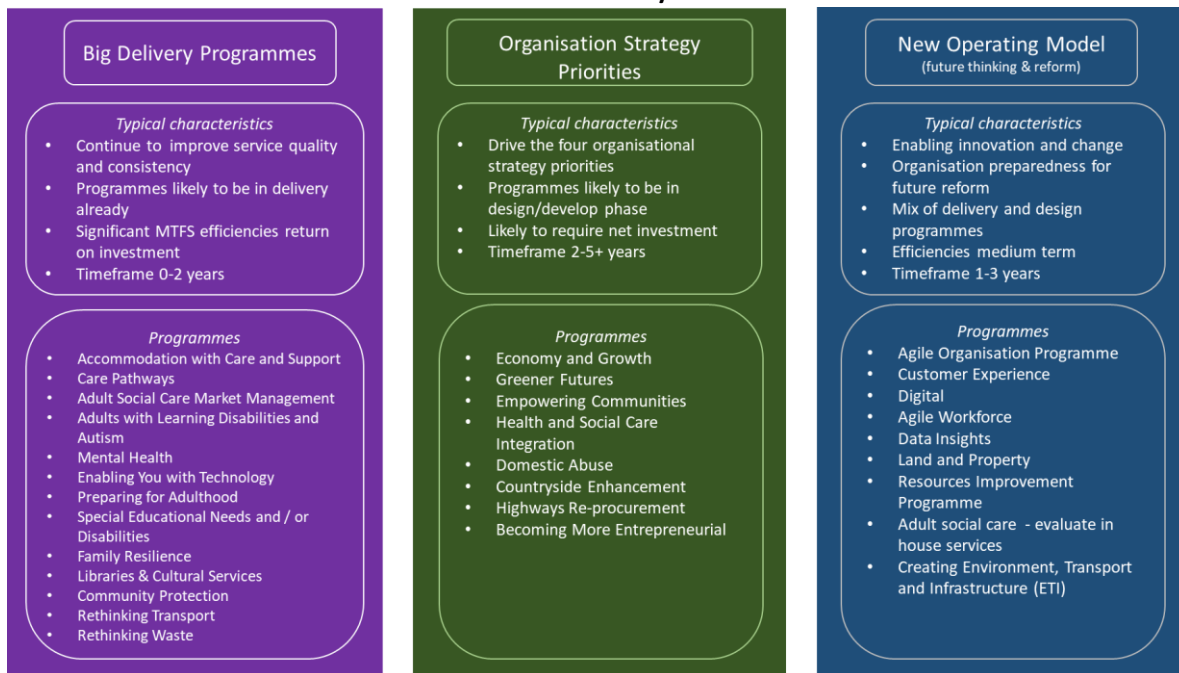 Big Delivery Programmes
Typical characteristics
• Continue to improve service quality
and consistency
• Programmes likely to be in delivery
already
• Significant MTFS efficiencies return
on investment
• Timeframe 0-2 years
Programmes
• Accommodation with Care and Support
• Care Pathways
• Adult Social Care Market Management
• Adults with Learning Disabilities and
Autism
• Mental Health
• Enabling You with Technology
• Preparing for Adulthood
• Special Educational Needs and / or
Disabilities
• Family Resilience
• Libraries & Cultural Services
• Community Protection
• Rethinking Transport
• Rethinking Waste
Organisation Strategy
Priorities
Typical characteristics
• Drive the four organisational
strategy priorities
• Programmes likely to be in
design/develop phase
• Likely to require net investment
• Timeframe 2-5+ years
Programmes
• Economy and Growth
• Greener Futures
• Empowering Communities
• Health and Social Care
Integration
• Domestic Abuse
• Countryside Enhancement
• Highways Re-procurement
• Becoming More Entrepreneurial
New Operating Model
(future thinking & reform)
Typical characteristics
• Enabling innovation and change
• Organisation preparedness for
future reform
• Mix of delivery and design
programmes
• Efficiencies medium term
• Timeframe 1-3 years
Programmes
• Agile Organisation Programme
• Customer Experience
• Digital
• Agile Workforce
• Data Insights
• Land and Property
• Resources Improvement
Programme
• Adult social care - evaluate in
house services
• Creating Environment, Transport
and Infrastructure (ETI)